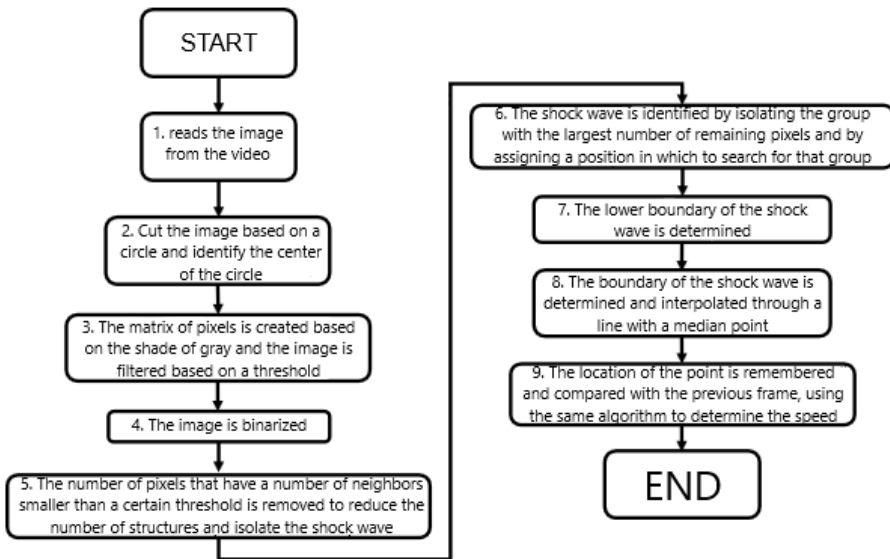 START
1. reads the image
from the video
2. Cut the image based on a
circle and identify the center
of the circle
3. The matrix of pixels is created based
on the shade of gray and the image is
filtered based on a threshold
4. The image is binarized
5. The number of pixels that have a number of neighbors
smaller than a certain threshold is removed to reduce the
number of structures and isolate the shock wave
6. The shock wave is identified by isolating the group
with the largest number of remaining pixels and by
assigning a position in which to search for that group
7. The lower boundary of the shock
wave is determined
8. The boundary of the shock wave is
determined and interpolated through a
line with a median point
9. The location of the point is remembered
and compared with the previous frame, using
the same algorithm to determine the speed
END